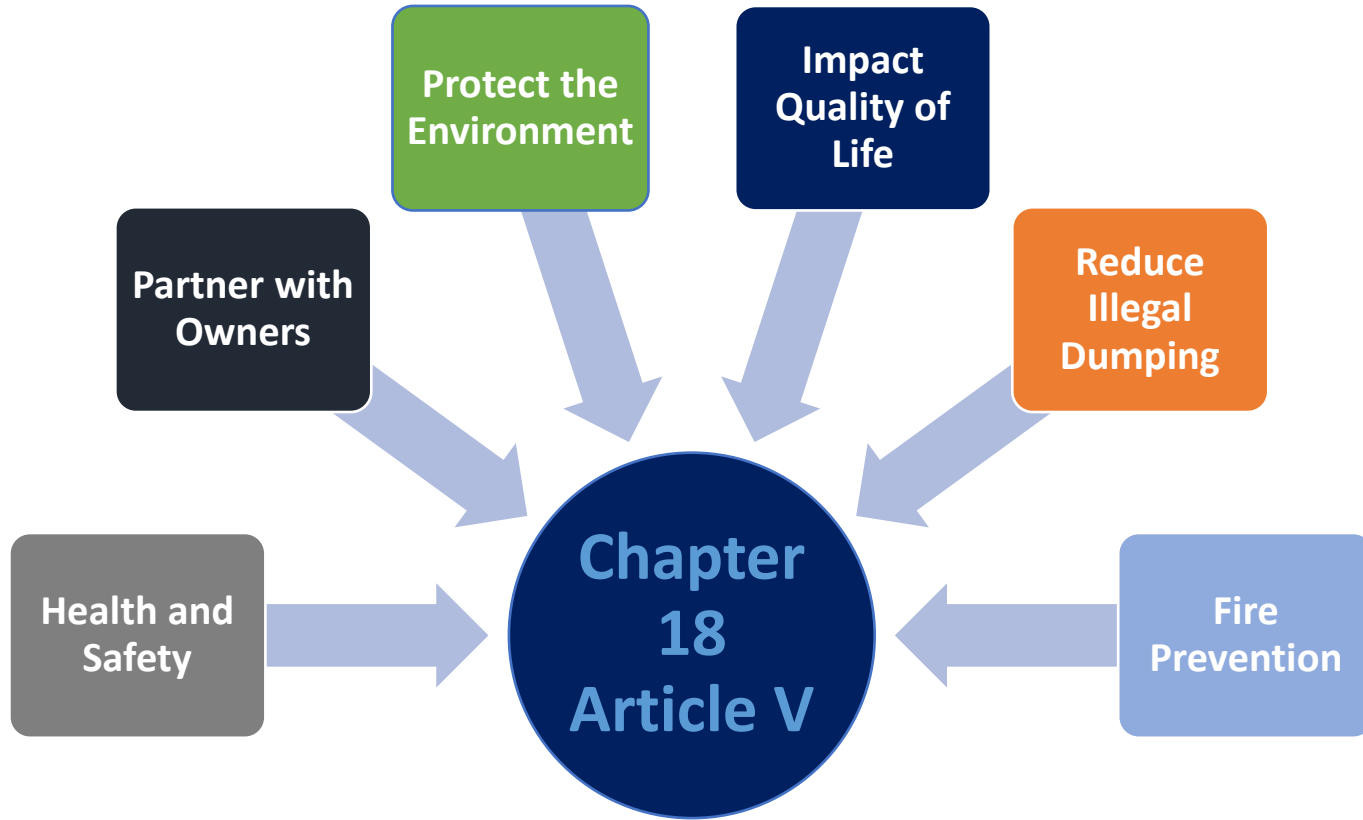 Protect the
Environment
Impact
Quality of
Life
Partner with
Owners
Reduce
Illegal
Dumping
Health and
Safety
Chapter
18
Article V
Fire
Prevention